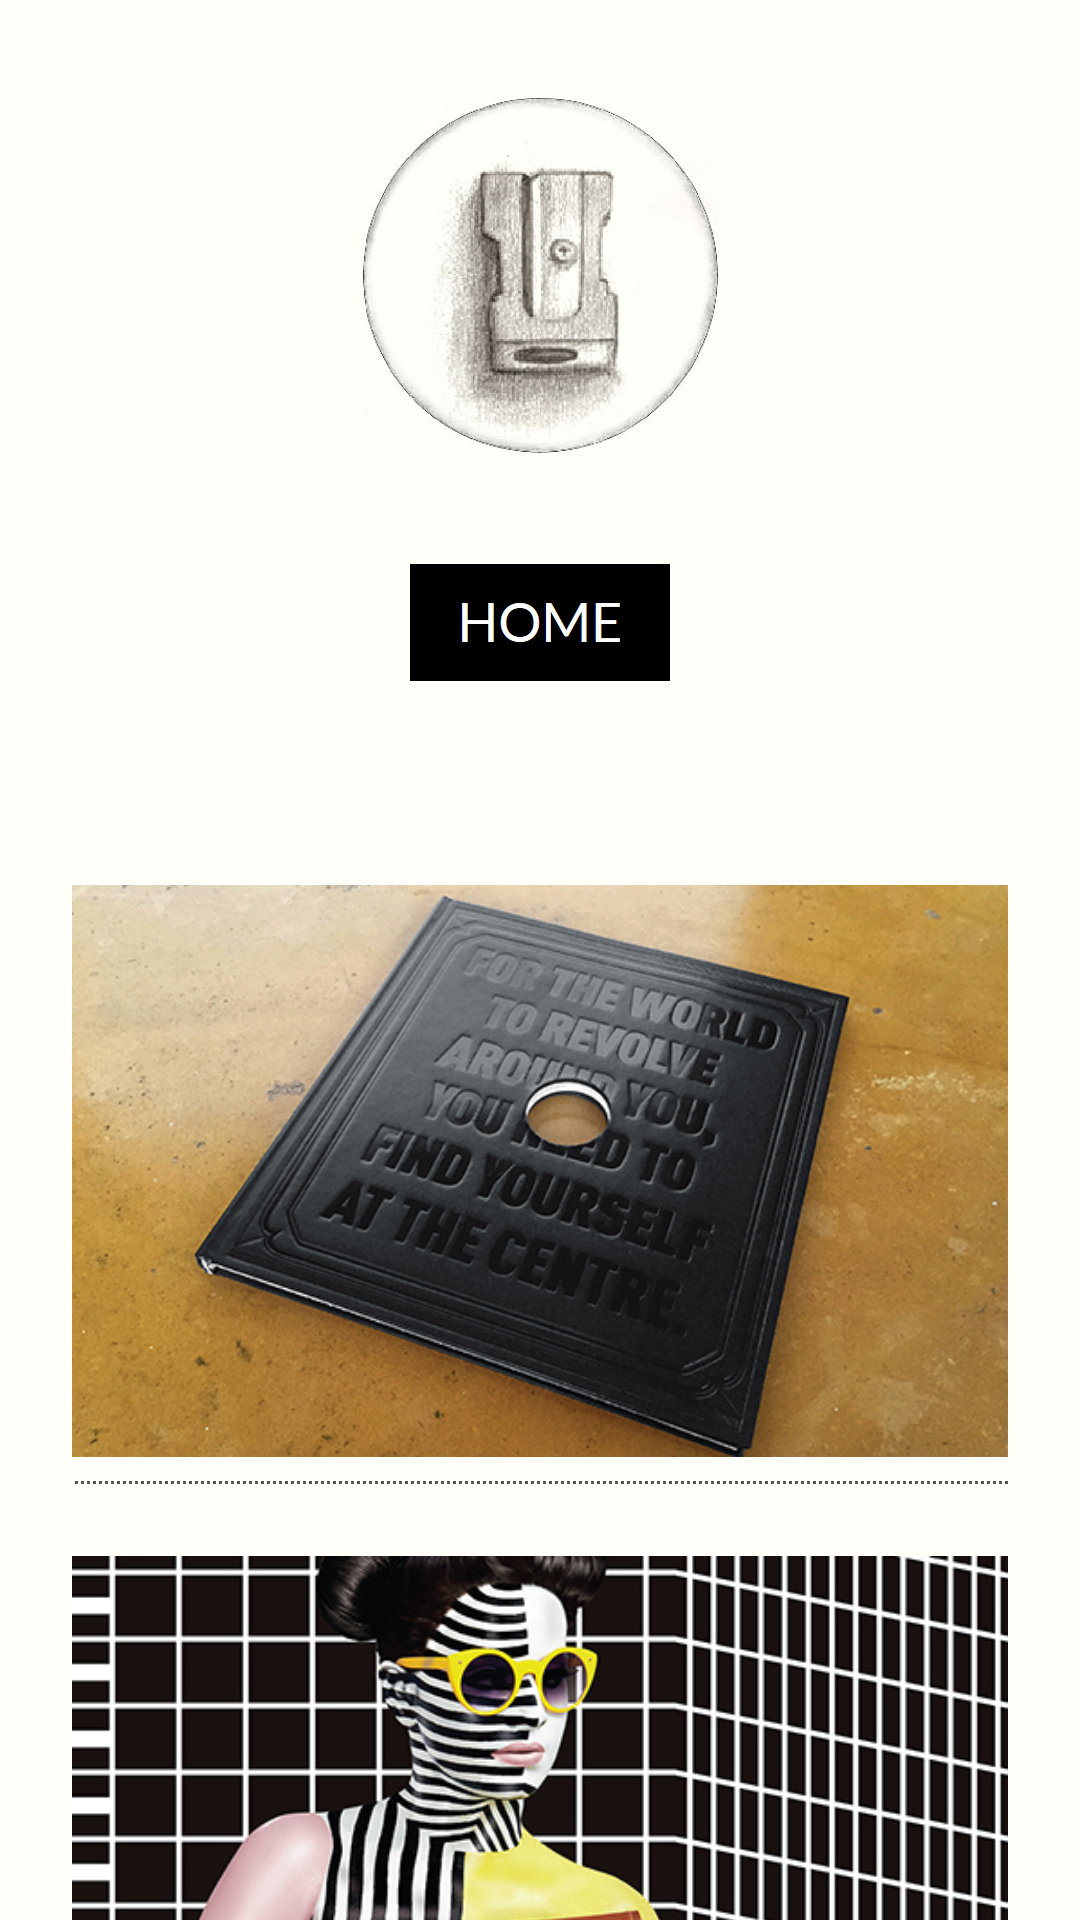 HOME
FOR THE WORLD
TO REVOLVE
AROUND YOU,
YOU NEED TO
FIND YOURSELF
AT THE CENTRE.